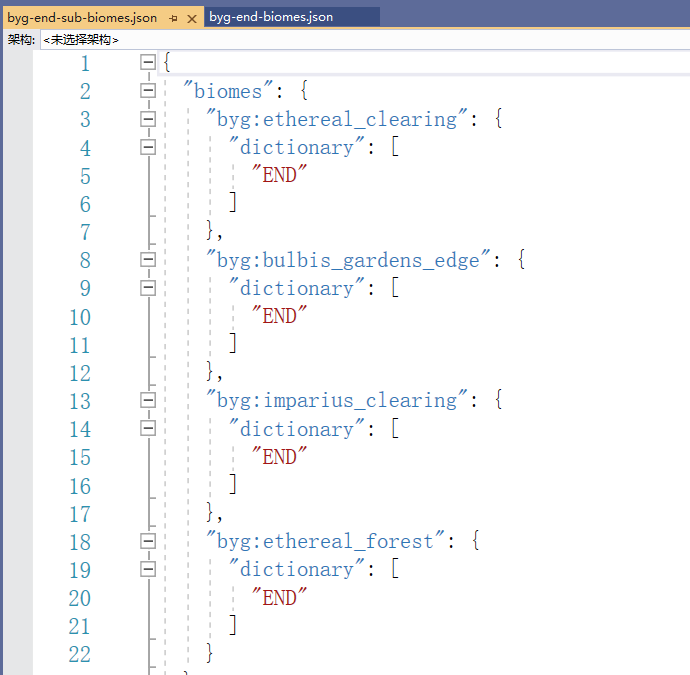 byg-end-sub-biomes.json byg-end-biomes.json
架构: <未选择架构>
1 {
2 "biomes": {
3 "byg:ethereal_clearing": {
4 "dictionary": [
5 "END"
6 ]
7 },
8 "byg:bulbis_gardens_edge": {
9 "dictionary": [
10 "END"
11 ]
12 },
13 "byg:imparius_clearing": {
14 "dictionary": [
15 "END"
16 ]
17 },
18 "byg:ethereal_forest": {
19 "dictionary": [
20 "END"
21 ]
22 }